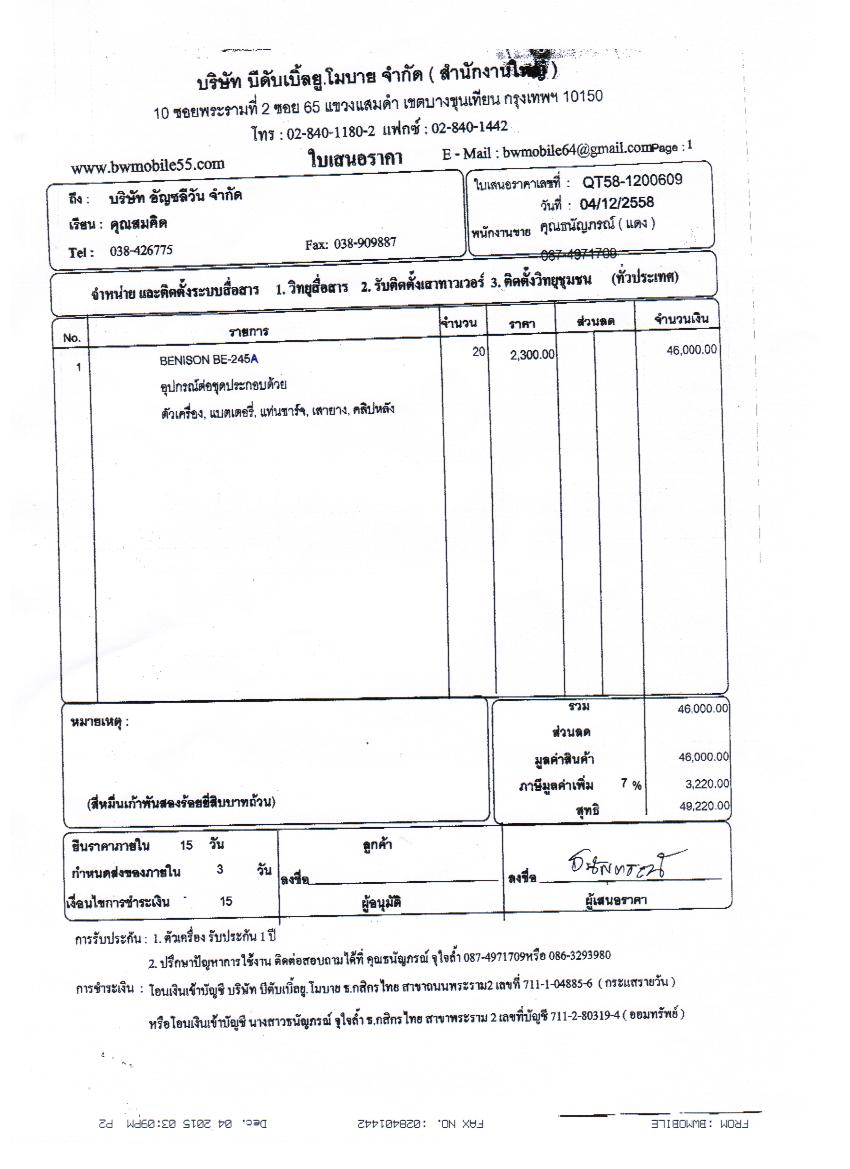 บริษัท บีดับเบิ้ลยู.โมบาย จำกัด ( สำนักงานใหญ่ )
10 ซอยพระรามที่ 2 ซอย 65 แขวงแสมดำ เขตบางขุนเทียน กรุงเทพฯ 10150
โทร : 02-840-1180-2 แฟกซ์ : 02-840-1442
www.bwmobile55.com ใบเสนอราคา E - Mail : bwmobile64@gmail.com Page : 1
ถึง : บริษัท อัญชลีวัน จำกัด
เรียน : คุณสมคิด
Tel : 038-426775 Fax: 038-909887
ใบเสนอราคาเลขที่ : QT58-1200609
วันที่ : 04/12/2558
พนักงานขาย คุณธนัญภรณ์ ( แดง )
087-4971709
จำหน่าย และติดตั้งระบบสื่อสาร 1. วิทยุสื่อสาร 2. รับติดตั้งเสาทาวเวอร์ 3. ติดตั้งวิทยุชุมชน (ทั่วประเทศ)
No. รายการ จำนวน ราคา ส่วนลด จำนวนเงิน
1 BENISON BE-245A 20 2,300.00 46,000.00
อุปกรณ์ต่อชุดประกอบด้วย
ตัวเครื่อง, แบตเตอรี่, แท่นชาร์จ, เสายาง, คลิปหลัง
หมายเหตุ :
(สี่หมื่นเก้าพันสองร้อยยี่สิบบาทถ้วน)
รวม 46,000.00
ส่วนลด
มูลค่าสินค้า 46,000.00
ภาษีมูลค่าเพิ่ม 7 % 3,220.00
สุทธิ 49,220.00
ยืนราคาภายใน 15 วัน
กำหนดส่งของภายใน 3 วัน
เงื่อนไขการชำระเงิน 15
ลูกค้า
ลงชื่อ
ผู้อนุมัติ
ลงชื่อ ธนัญภรณ์
ผู้เสนอราคา
การรับประกัน : 1. ตัวเครื่อง รับประกัน 1 ปี
2. ปรึกษาปัญหาการใช้งาน ติดต่อสอบถามได้ที่ คุณธนัญภรณ์ จุใจล้ำ 087-4971709หรือ 086-3293980
การชำระเงิน : โอนเงินเข้าบัญชี บริษัท บีดับเบิ้ลยู.โมบาย ธ.กสิกรไทย สาขาถนนพระราม2 เลขที่ 711-1-04885-6 ( กระแสรายวัน )
หรือโอนเงินเข้าบัญชี นางสาวธนัญภรณ์ จุใจล้ำ ธ.กสิกรไทย สาขาพระราม 2 เลขที่บัญชี 711-2-80319-4 ( ออมทรัพย์ )
FROM :BWMOBILE FAX NO. :028401442 Dec. 04 2015 03:09PM P2